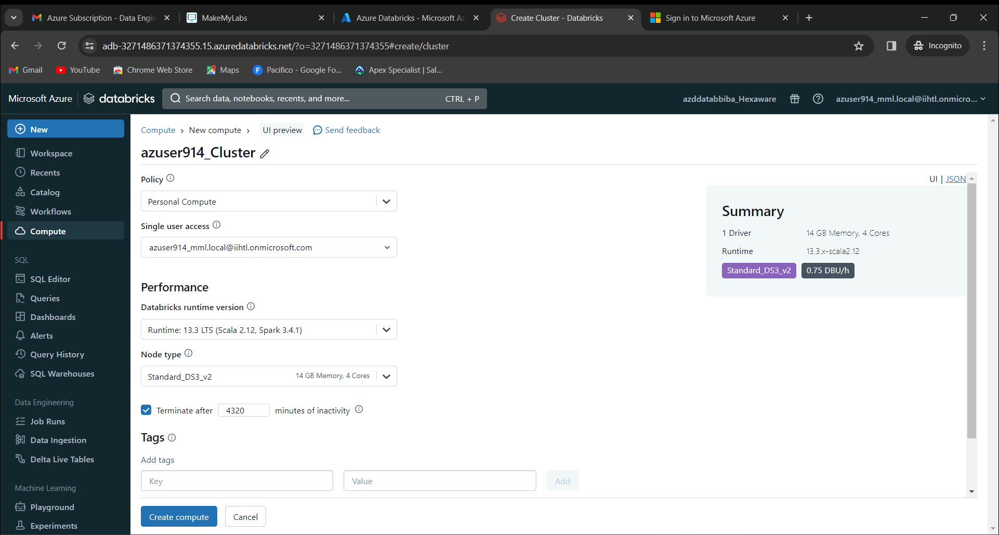 Azure Subscription - Data Engin
MakeMyLabs
Azure Databricks - Microsoft Az
Create Cluster - Databricks
Sign in to Microsoft Azure
adb-3271486371374355.15.azuredatabricks.net/?o=3271486371374355#create/cluster
Incognito
Gmail
YouTube
Chrome Web Store
Maps
Pacifico - Google Fo...
Apex Specialist | Sal...
Microsoft Azure
databricks
Search data, notebooks, recents, and more...
CTRL + P
azddatabbiba_Hexaware
azuser914_mml.local@iihtl.onmicro...
New
Workspace
Recents
Catalog
Workflows
Compute
SQL
SQL Editor
Queries
Dashboards
Alerts
Query History
SQL Warehouses
Data Engineering
Job Runs
Data Ingestion
Delta Live Tables
Machine Learning
Playground
Experiments
Compute › New compute ›
UI preview
Send feedback
azuser914_Cluster
Policy
Personal Compute
Single user access
azuser914_mml.local@iihtl.onmicrosoft.com
Performance
Databricks runtime version
Runtime: 13.3 LTS (Scala 2.12, Spark 3.4.1)
Node type
Standard_DS3_v2 14 GB Memory, 4 Cores
Terminate after 4320 minutes of inactivity
Tags
Add tags
Key
Value
Add
Create compute
Cancel
UI | JSON
Summary
1 Driver 14 GB Memory, 4 Cores
Runtime 13.3.x-scala2.12
Standard_DS3_v2 0.75 DBU/h